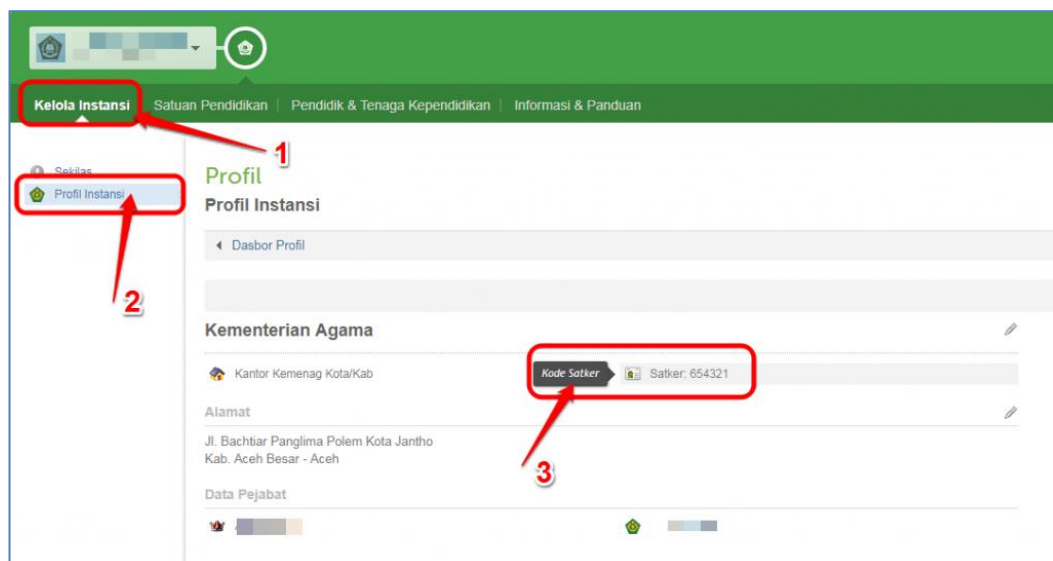 Kelola Instansi Satuan Pendidikan Pendidik & Tenaga Kependidikan Informasi & Panduan
1
Sekilas
Profil Instansi
2
Profil
Profil Instansi
Dasbor Profil
Kementerian Agama
Kantor Kemenag Kota/Kab
Kode Satker
Satker: 654321
3
Alamat
Jl. Bachtiar Panglima Polem Kota Jantho
Kab. Aceh Besar - Aceh
Data Pejabat